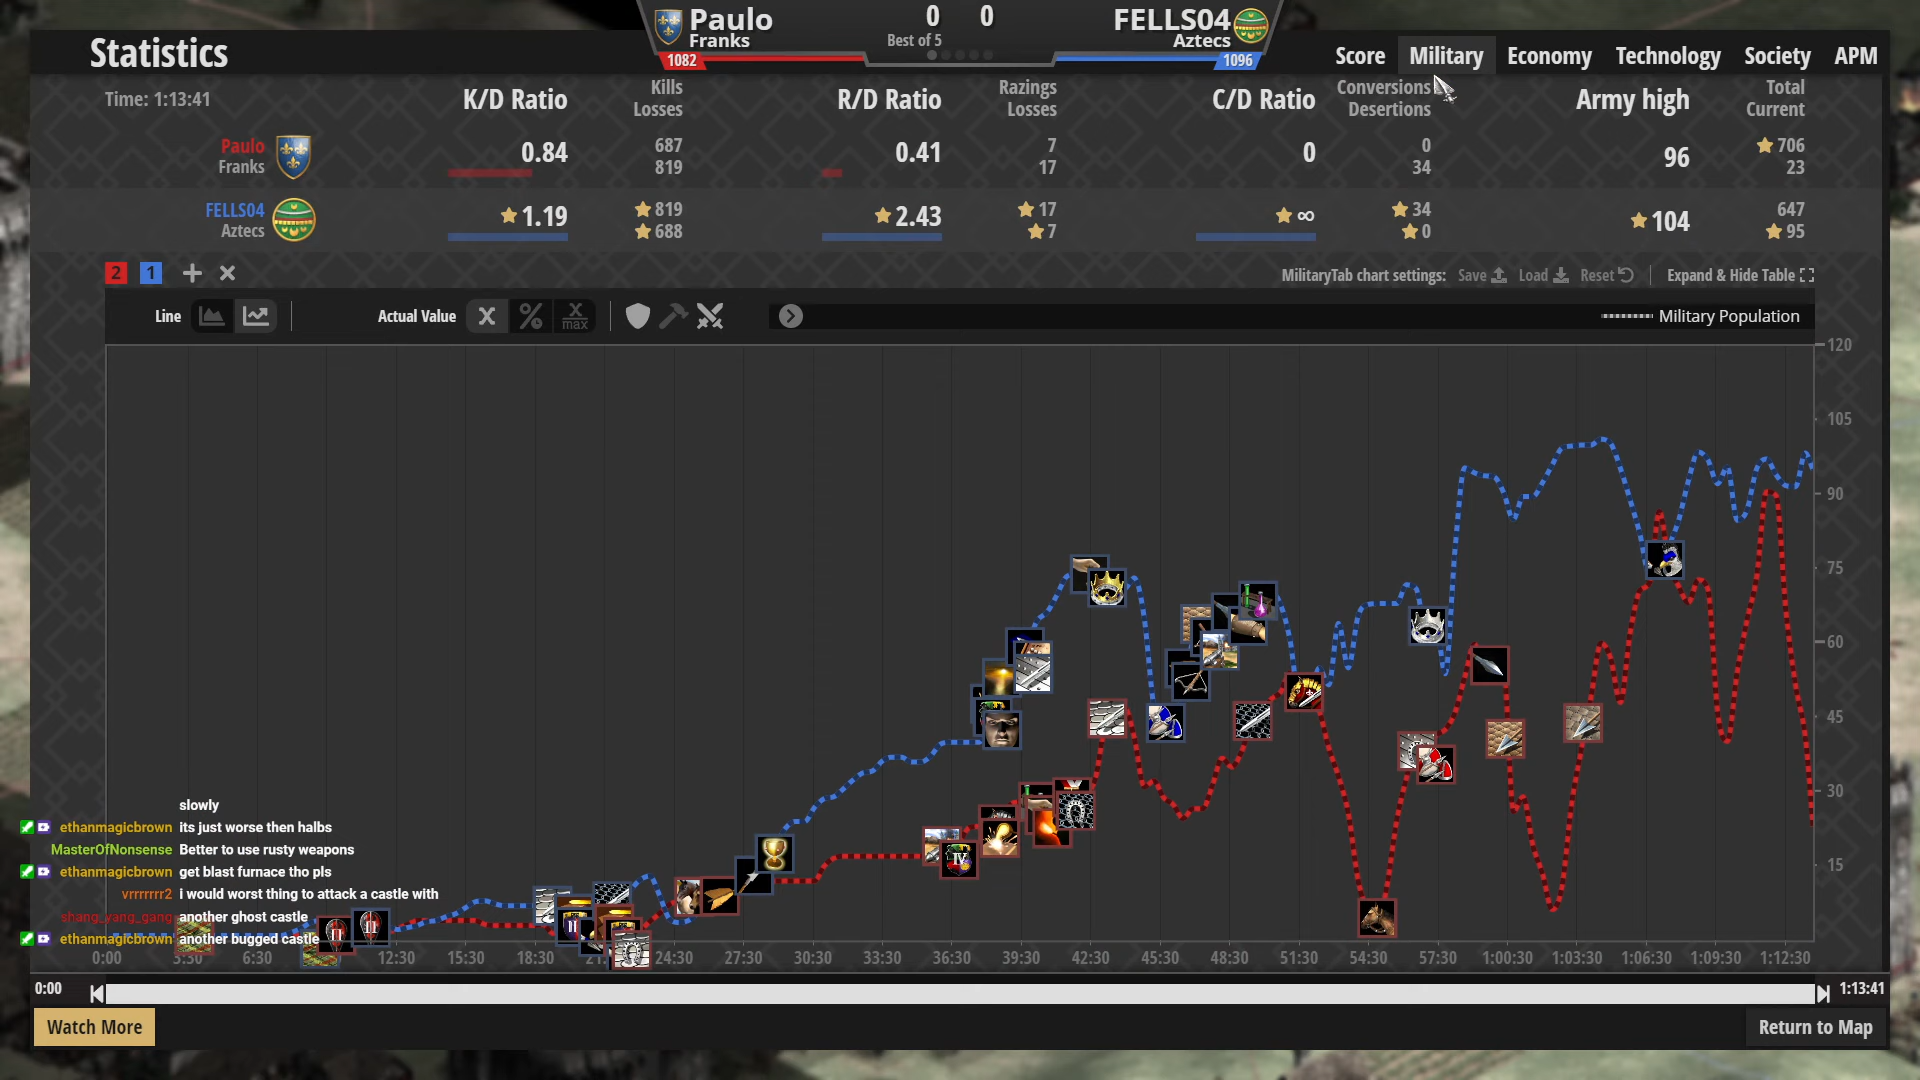 Paulo
Franks
0 0
Best of 5
FELLS04
Aztecs
1082
1096
Statistics
Score Military Economy Technology Society APM
Time: 1:13:41
K/D Ratio
Kills
Losses
R/D Ratio
Razings
Losses
C/D Ratio
Conversions
Desertions
Army high
Total
Current
Paulo
Franks
0.84
687
819
0.41
7
17
0
0
34
96
706
23
FELLS04
Aztecs
1.19
819
688
2.43
17
7
∞
34
0
104
647
95
2 1 + ×
MilitaryTab chart settings: Save Load Reset Expand & Hide Table
Line
Actual Value X % X max
Military Population
120
105
90
75
60
45
30
15
IV
II
II
II
slowly
ethanmagicbrown its just worse then halbs
MasterOfNonsense Better to use rusty weapons
ethanmagicbrown get blast furnace tho pls
vrrrrrrr2 i would worst thing to attack a castle with
shang_yang_gang another ghost castle
ethanmagicbrown another bugged castle
0:00 3:30 6:30 12:30 15:30 18:30 24:30 27:30 30:30 33:30 36:30 39:30 42:30 45:30 48:30 51:30 54:30 57:30 1:00:30 1:03:30 1:06:30 1:09:30 1:12:30
0:00
1:13:41
Watch More
Return to Map